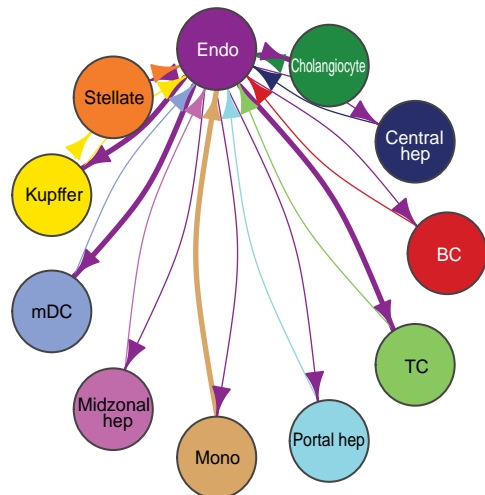 Endo
Cholangiocyte
Stellate
Central
hep
Kupffer
BC
mDC
TC
Midzonal
hep
Portal hep
Mono